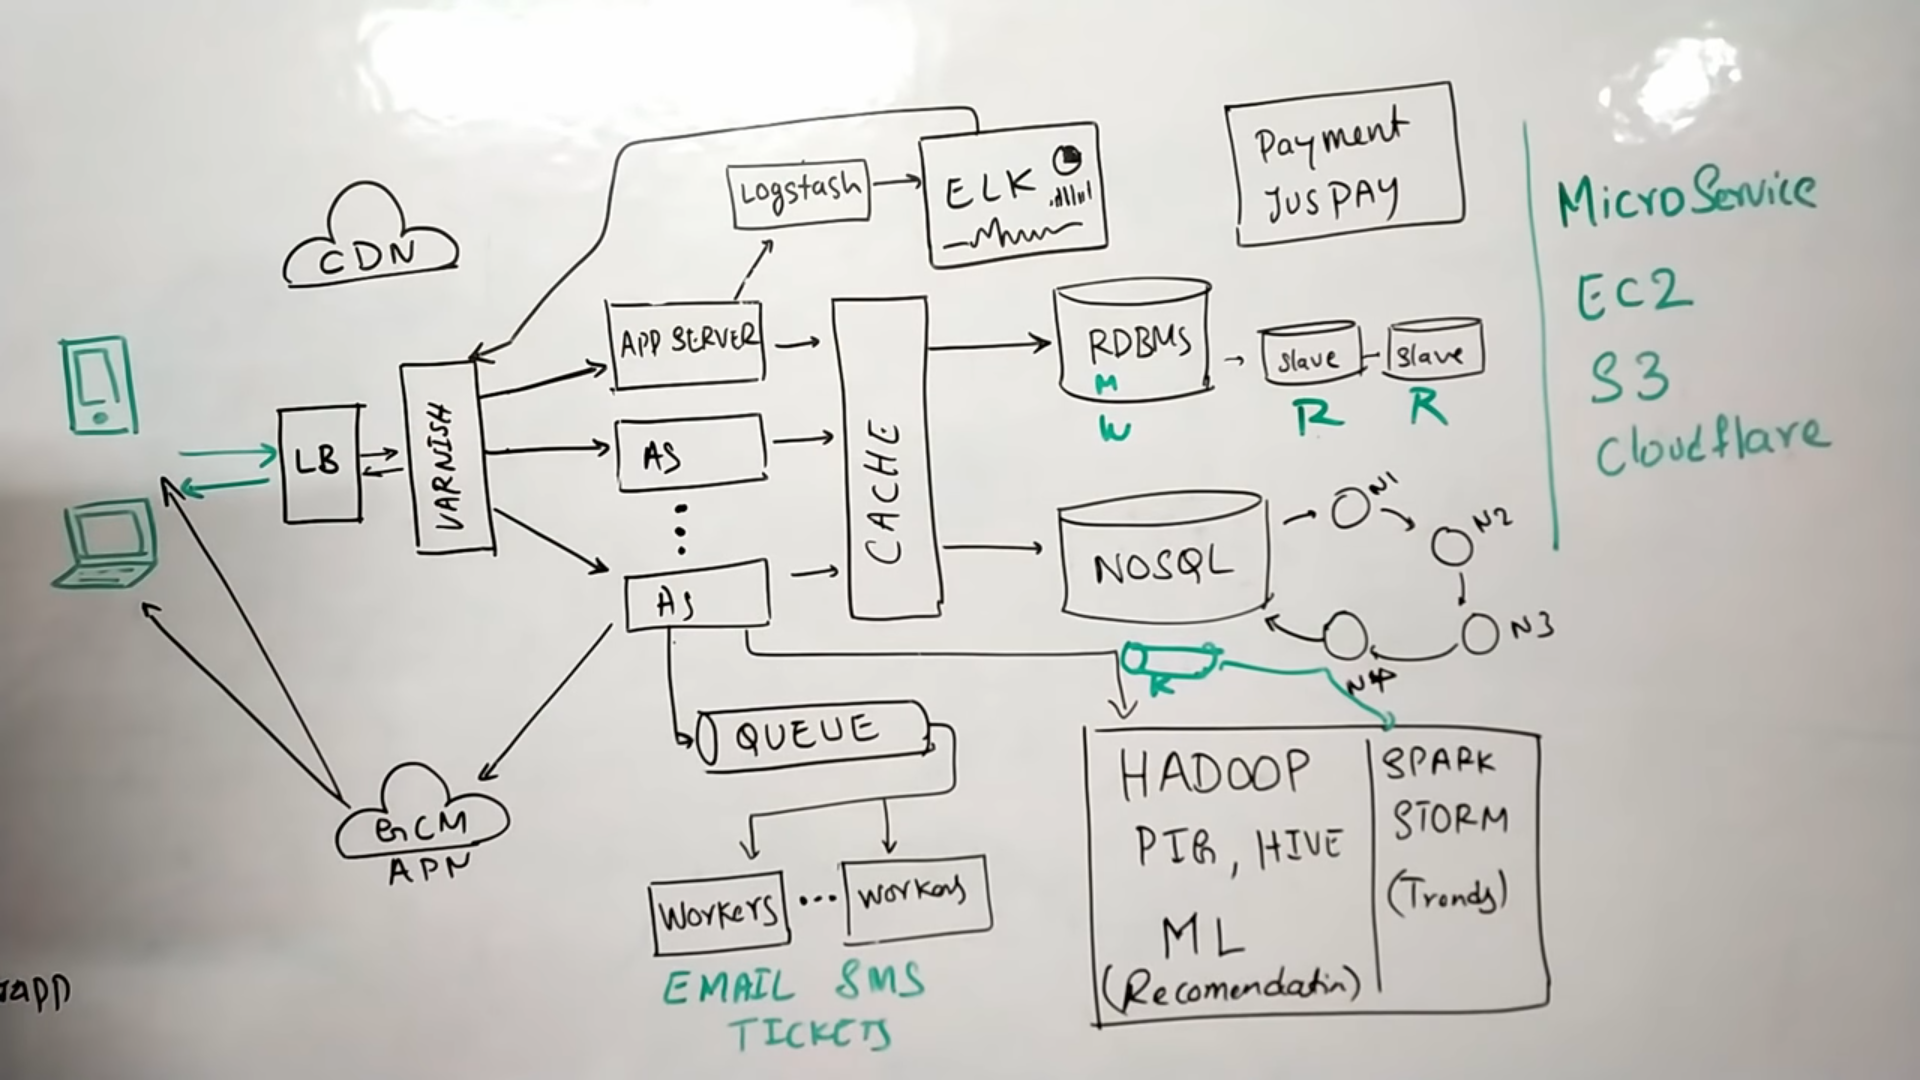 CDN
Logstash
ELK
Payment
JUSPAY
MicroService
EC2
S3
Cloudflare
APP SERVER
RDBMS
M
W
Slave
Slave
R
R
LB
VARNISH
AS
CACHE
NOSQL
N1
N2
N3
N4
AS
K
QUEUE
GCM
APN
Workers
...
workers
EMAIL SMS
TICKETS
HADOOP
PIG, HIVE
ML
(Recomendatin)
SPARK
STORM
(Trends)